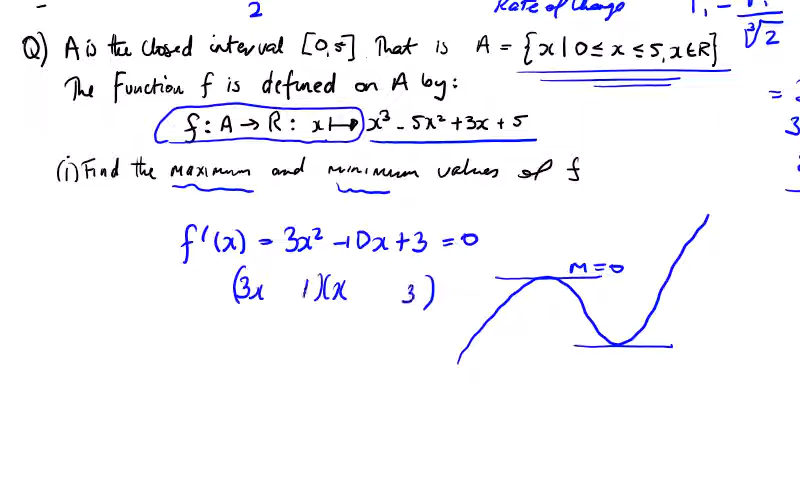 2
Rate of Change
Q) A is the closed interval [0,5]. That is A = {x | 0 ≤ x ≤ 5, x ∈ R}
The Function f is defined on A by:
f : A → R : x ↦ x³ - 5x² + 3x + 5
(i) Find the maximum and minimum values of f
f'(x) = 3x² - 10x + 3 = 0
(3x 1)(x 3)
M = 0